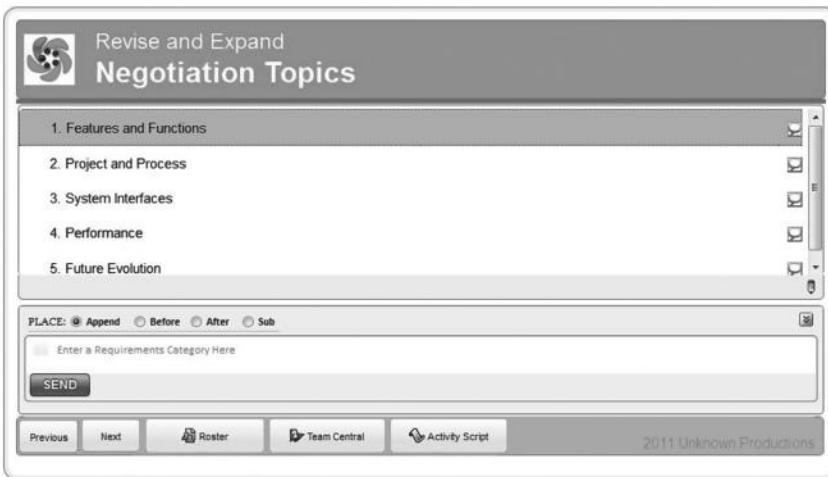 Revise and Expand
Negotiation Topics
1. Features and Functions
2. Project and Process
3. System Interfaces
4. Performance
5. Future Evolution
PLACE: Append Before After Sub
Enter a Requirements Category Here
SEND
Previous Next Roster Team Central Activity Script 2011 Unknown Productions